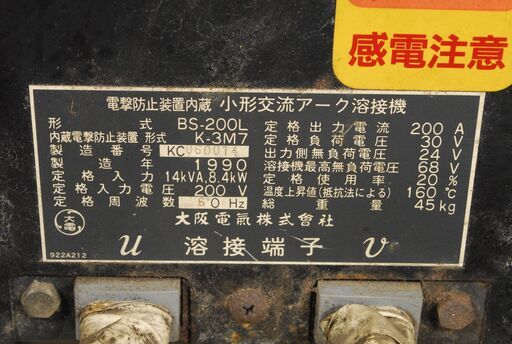 感電注意
電撃防止装置内蔵 小形交流アーク溶接機
形 式 BS-200L
内蔵電撃防止装置 形式 K-3M7
製造番号 KC060014
製造年 1990
定格入力 14kVA,8.4kW
定格入力電圧 200 V
定格周波数 60 Hz
定格出力電流 200 A
定格負荷電圧 30 V
出力側無負荷電圧 24 V
溶接機最高無負荷電圧 68 V
定格使用率 20 %
温度上昇値(抵抗法による) 160 ℃
総重量 45 kg
大阪電氣株式會社
大電
u 溶接端子 v
922A212